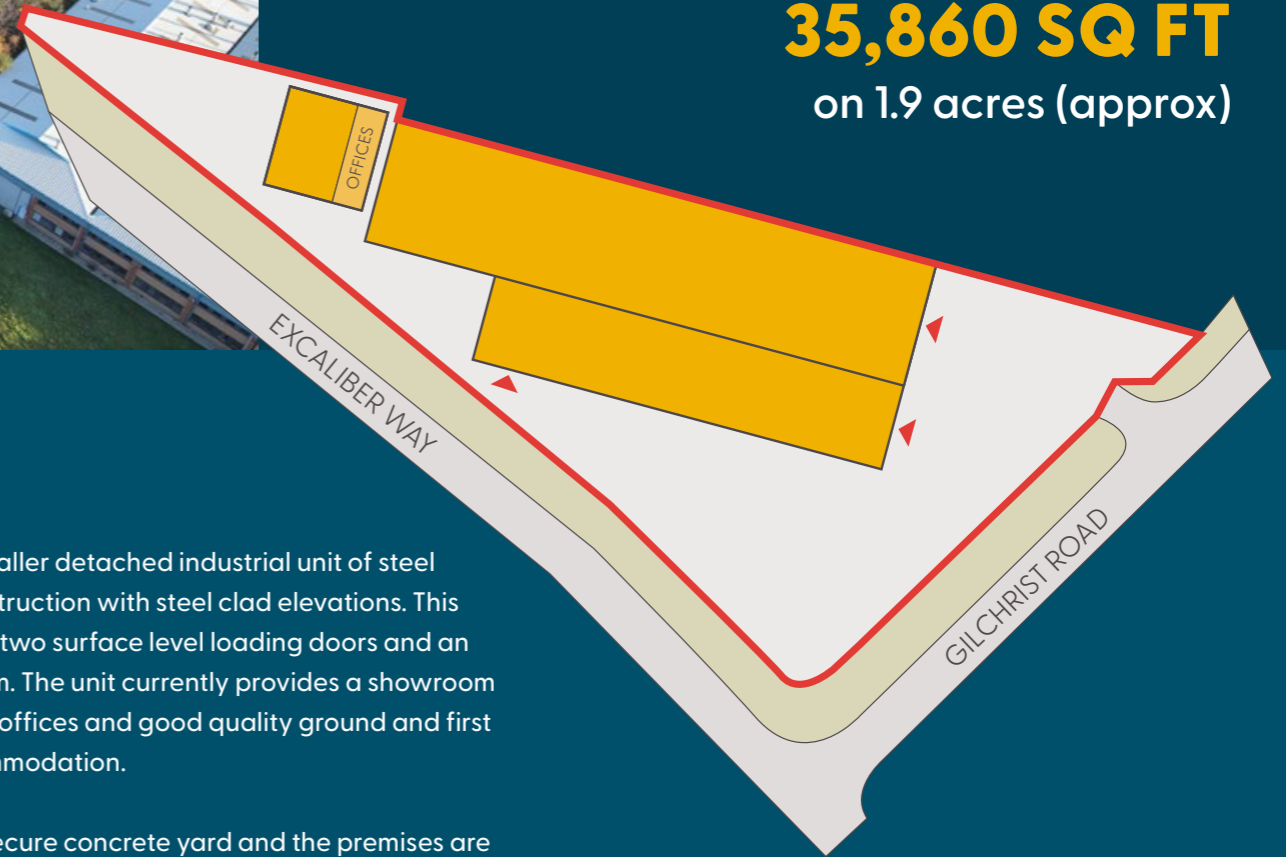 35,860 SQ FT
on 1.9 acres (approx)
OFFICES
EXCALIBER WAY
GILCHRIST ROAD
aller detached industrial unit of steel
truction with steel clad elevations. This
two surface level loading doors and an
n. The unit currently provides a showroom
offices and good quality ground and first
modation.
ecure concrete yard and the premises are